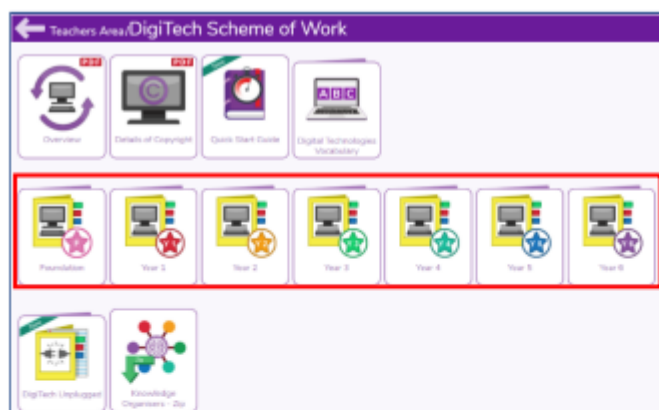 Teachers Area/DigiTech Scheme of Work
PDF
PDF
Overview
Details of Copyright
Quick Start Guide
Digital Technologies
Vocabulary
ABC
Foundation
Year 1
Year 2
Year 3
Year 4
Year 5
Year 6
DigiTech Unplugged
Knowledge
Organisers - Zip